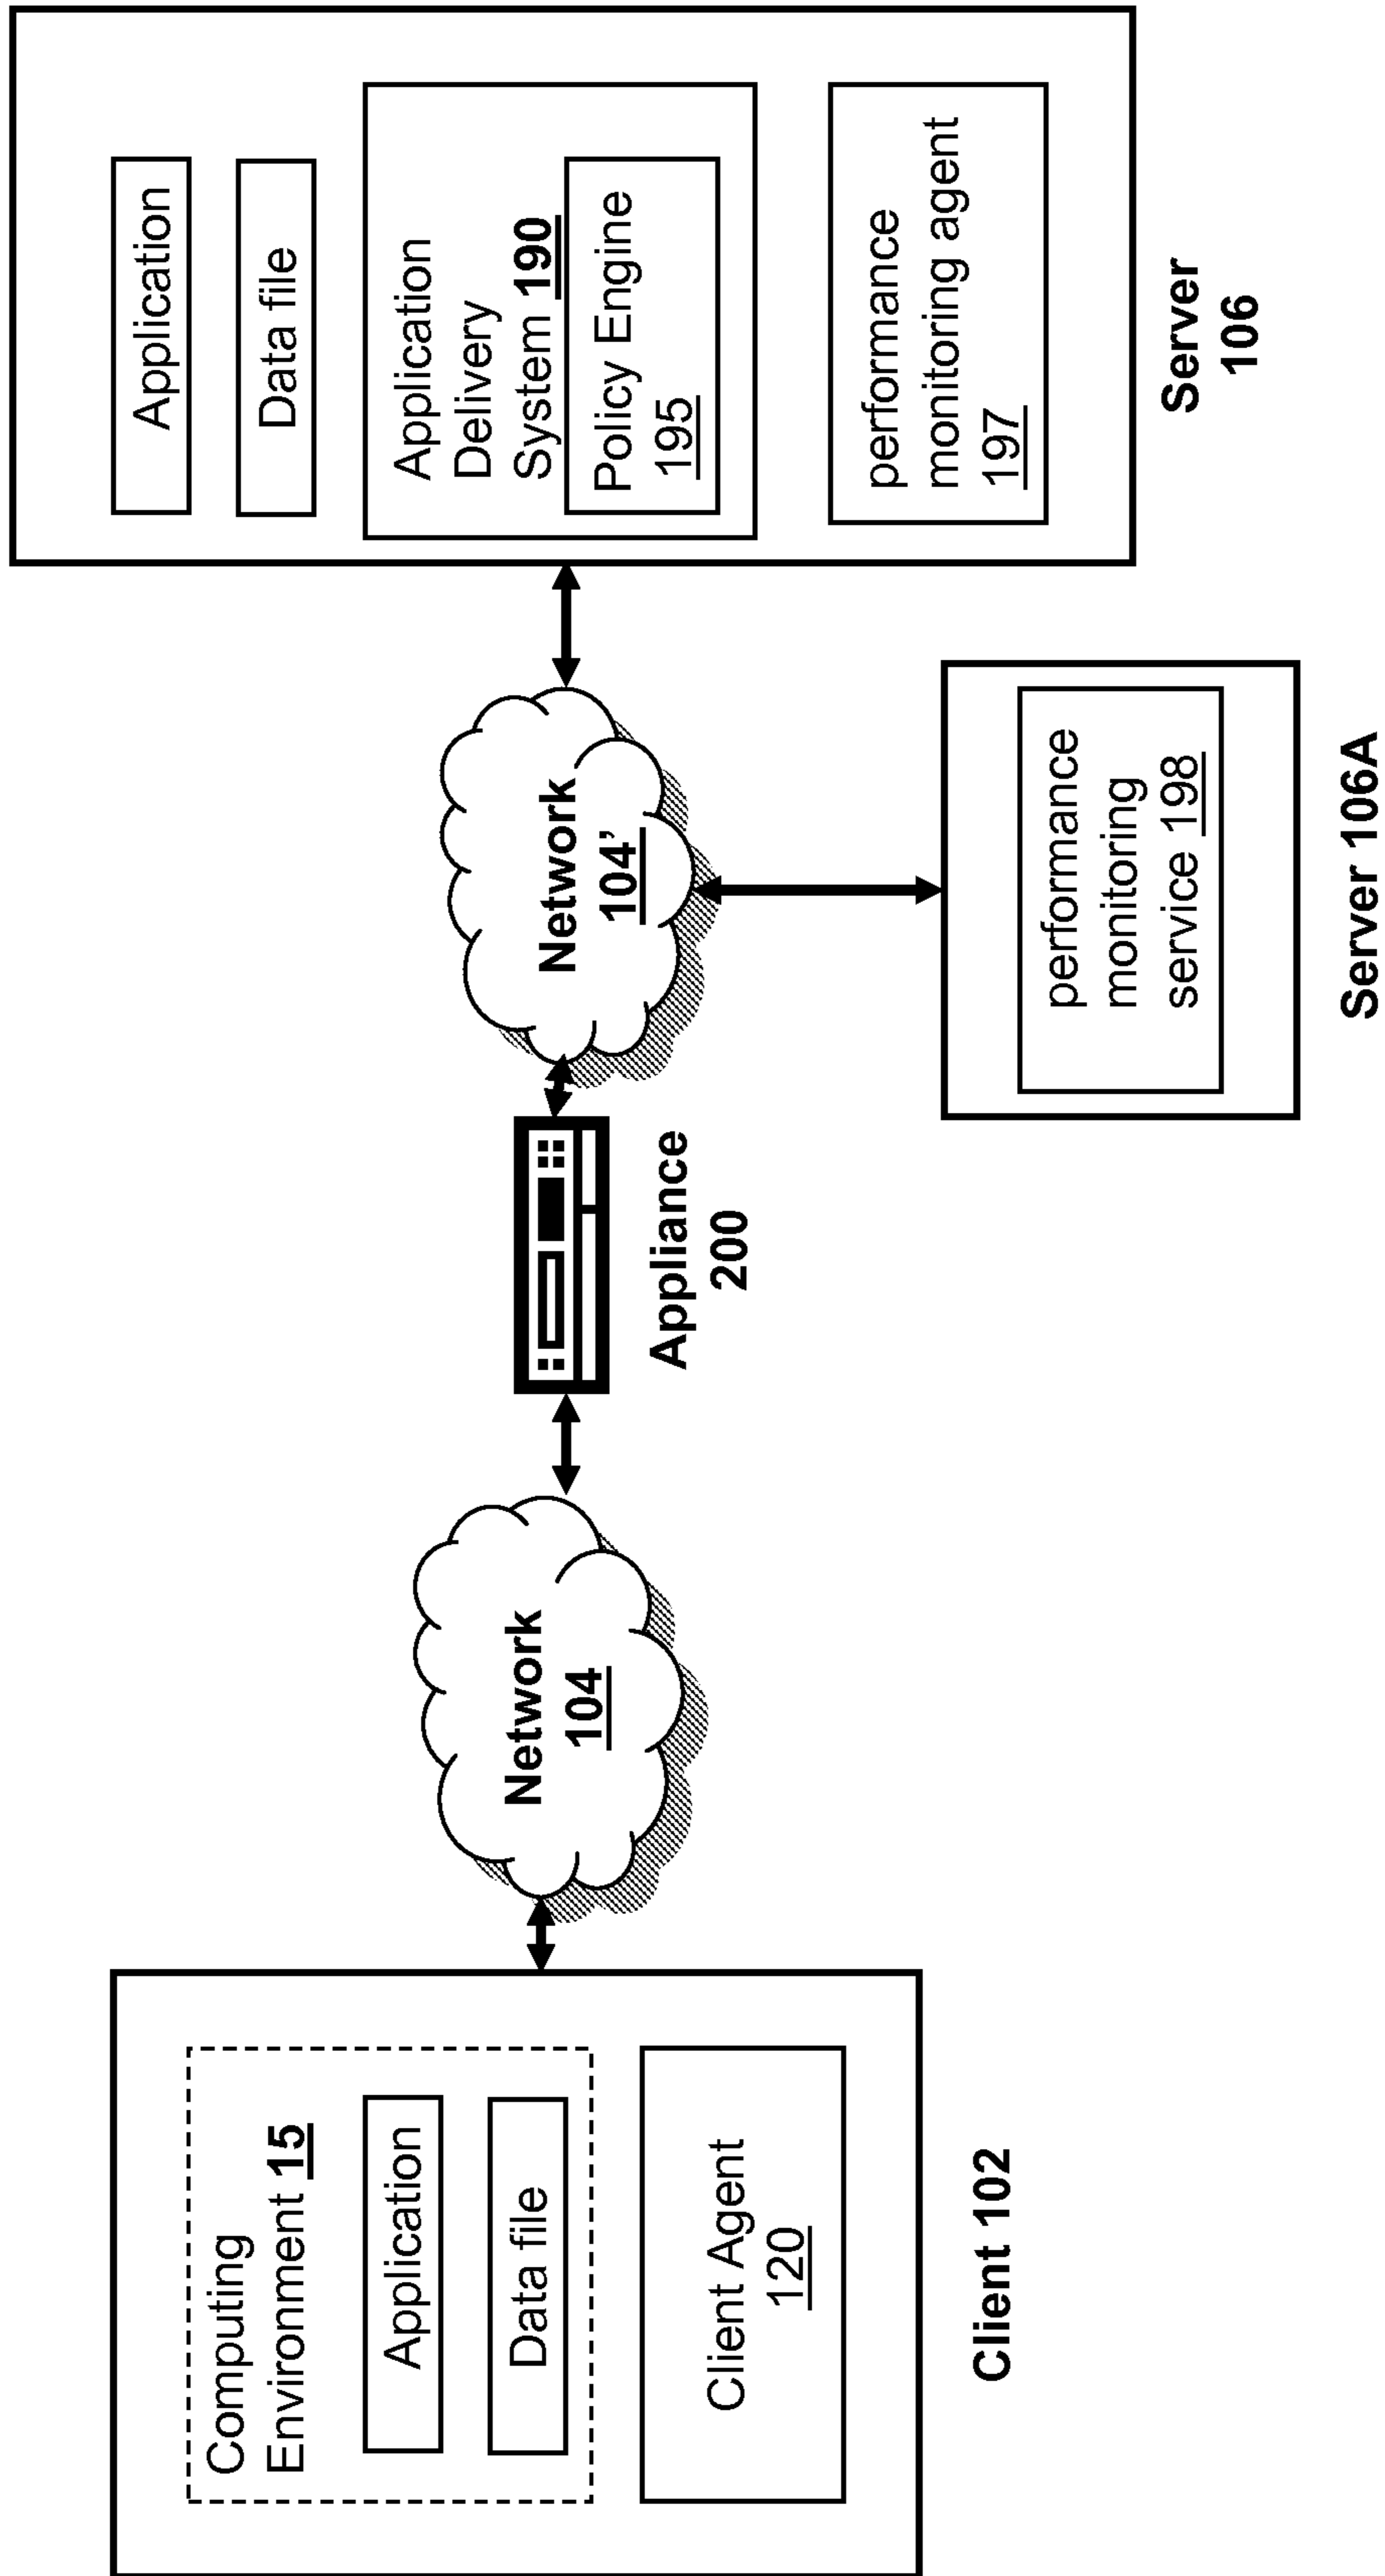 Computing
Environment 15
Application
Data file
Client Agent
120
Client 102
Network
104
Appliance
200
Network
104’
performance
monitoring
service 198
Server 106A
Application
Data file
Application
Delivery
System 190
Policy Engine
195
performance
monitoring agent
197
Server
106